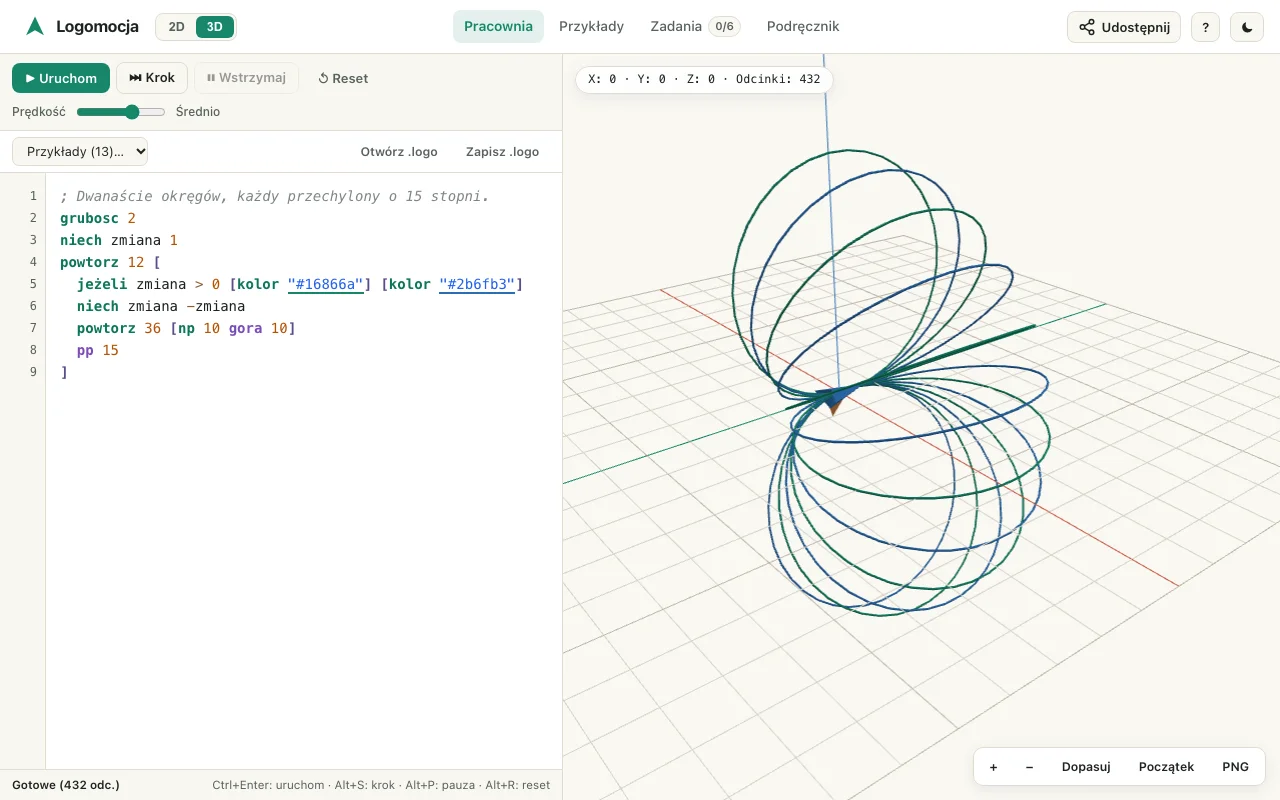 Logomocja 2D 3D Pracownia Przykłady Zadania 0/6 Podręcznik Udostępnij ?
Uruchom Krok Wstrzymaj Reset
Prędkość Średnio
Przykłady (13)... Otwórz .logo Zapisz .logo
1 ; Dwanaście okręgów, każdy przechylony o 15 stopni.
2 grubosc 2
3 niech zmiana 1
4 powtorz 12 [
5 jeżeli zmiana > 0 [kolor "#16866a"] [kolor "#2b6fb3"]
6 niech zmiana −zmiana
7 powtorz 36 [np 10 gora 10]
8 pp 15
9 ]
Gotowe (432 odc.) Ctrl+Enter: uruchom · Alt+S: krok · Alt+P: pauza · Alt+R: reset
X: 0 · Y: 0 · Z: 0 · Odcinki: 432
+ − Dopasuj Początek PNG